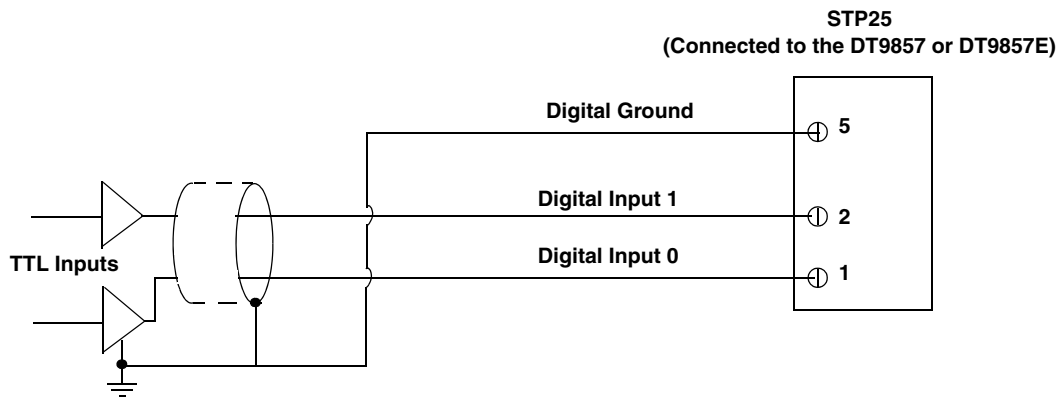 STP25
(Connected to the DT9857 or DT9857E)
Digital Ground
5
Digital Input 1
2
TTL Inputs
Digital Input 0
1